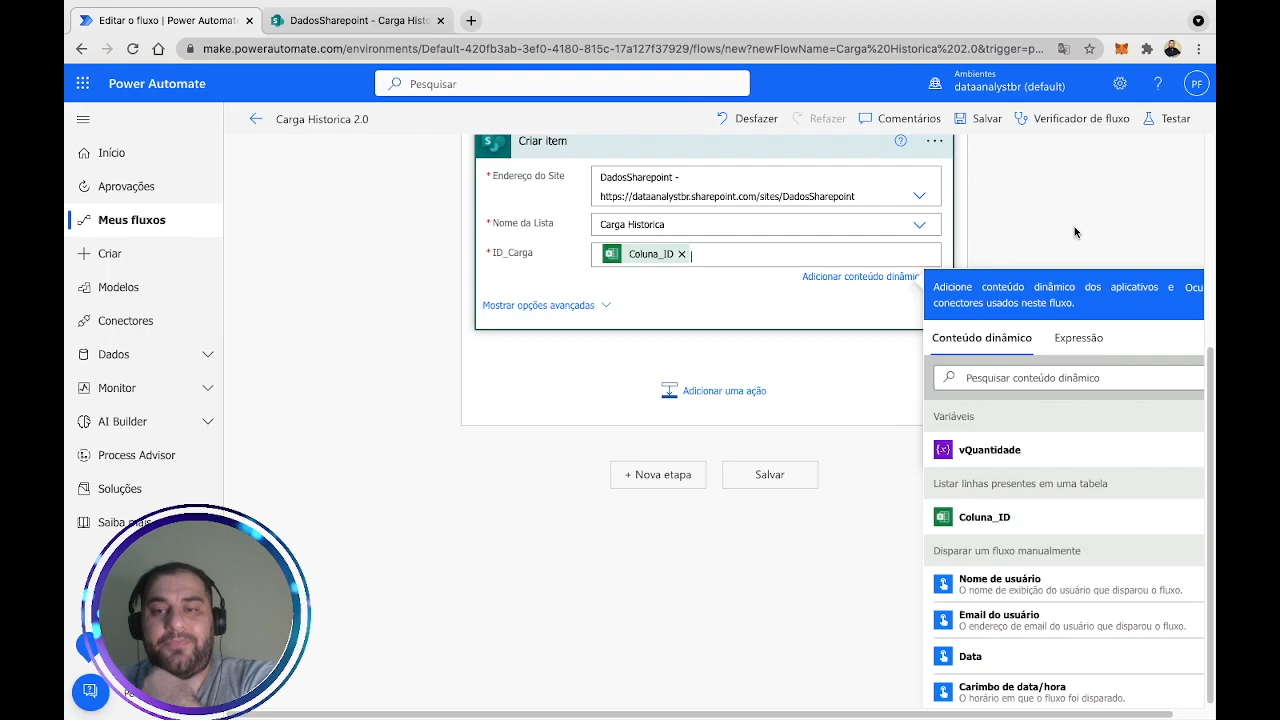 Editar o fluxo | Power Automate
DadosSharepoint - Carga Histo
make.powerautomate.com/environments/Default-420fb3ab-3ef0-4180-815c-17a127f37929/flows/new?newFlowName=Carga%20Historica%202.0&trigger=p...
Power Automate
Pesquisar
Ambientes
dataanalystbr (default)
PF
Carga Historica 2.0
Desfazer
Refazer
Comentários
Salvar
Verificador de fluxo
Testar
Início
Aprovações
Meus fluxos
Criar
Modelos
Conectores
Dados
Monitor
AI Builder
Process Advisor
Soluções
Saiba mais
Criar item
* Endereço do Site
DadosSharepoint -
https://dataanalystbr.sharepoint.com/sites/DadosSharepoint
* Nome da Lista
Carga Historica
* ID_Carga
Coluna_ID
Adicionar conteúdo dinâmic
Mostrar opções avançadas
Adicionar uma ação
+ Nova etapa
Salvar
Adicione conteúdo dinâmico dos aplicativos e
conectores usados neste fluxo.
Ocu
Conteúdo dinâmico
Expressão
Pesquisar conteúdo dinâmico
Variáveis
vQuantidade
Listar linhas presentes em uma tabela
Coluna_ID
Disparar um fluxo manualmente
Nome de usuário
O nome de exibição do usuário que disparou o fluxo.
Email do usuário
O endereço de email do usuário que disparou o fluxo.
Data
Carimbo de data/hora
O horário em que o fluxo foi disparado.